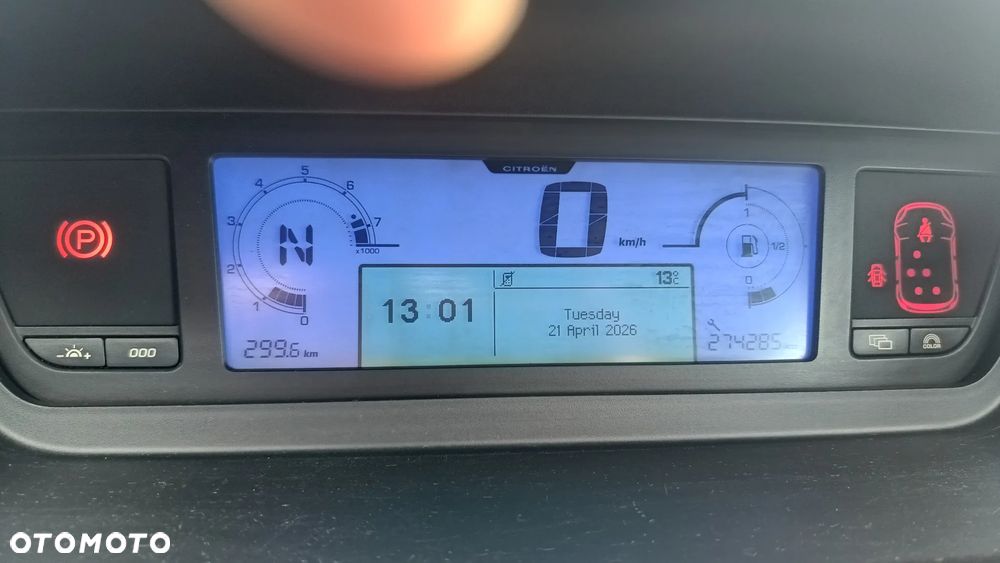 CITROËN
5
4
6
3
7
2
x1000
1
0
N
0
km/h
1
1/2
0
13:01
13°C
Tuesday
21 April 2026
299.6 km
274285
P
000
COLOR
OTOMOTO